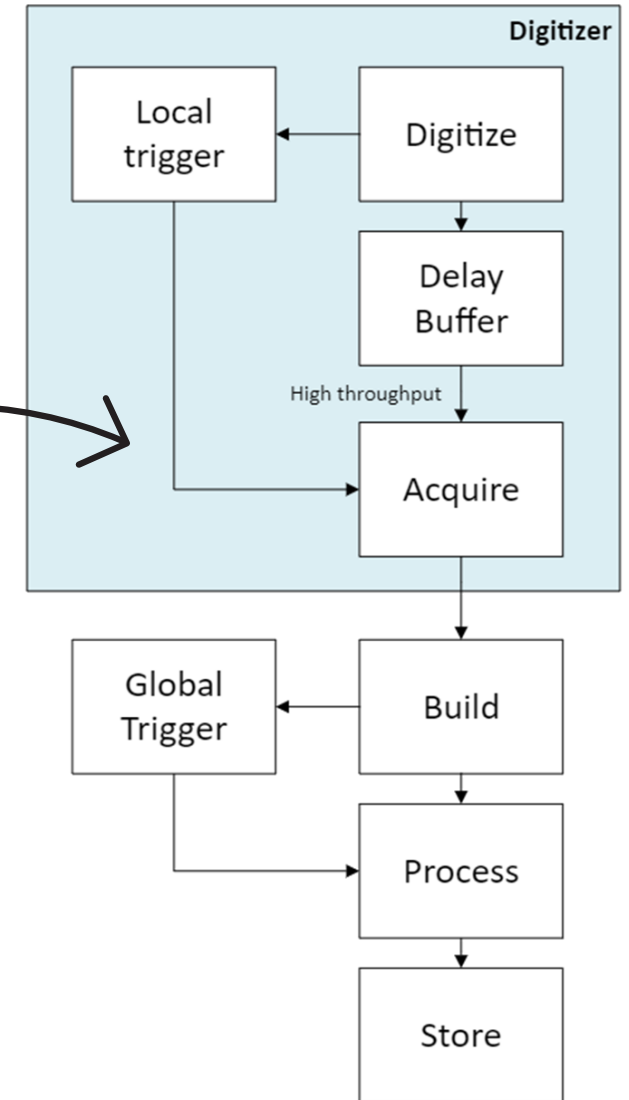 Digitizer
Local
trigger
Digitize
Delay
Buffer
High throughput
Acquire
Global
Trigger
Build
Process
Store